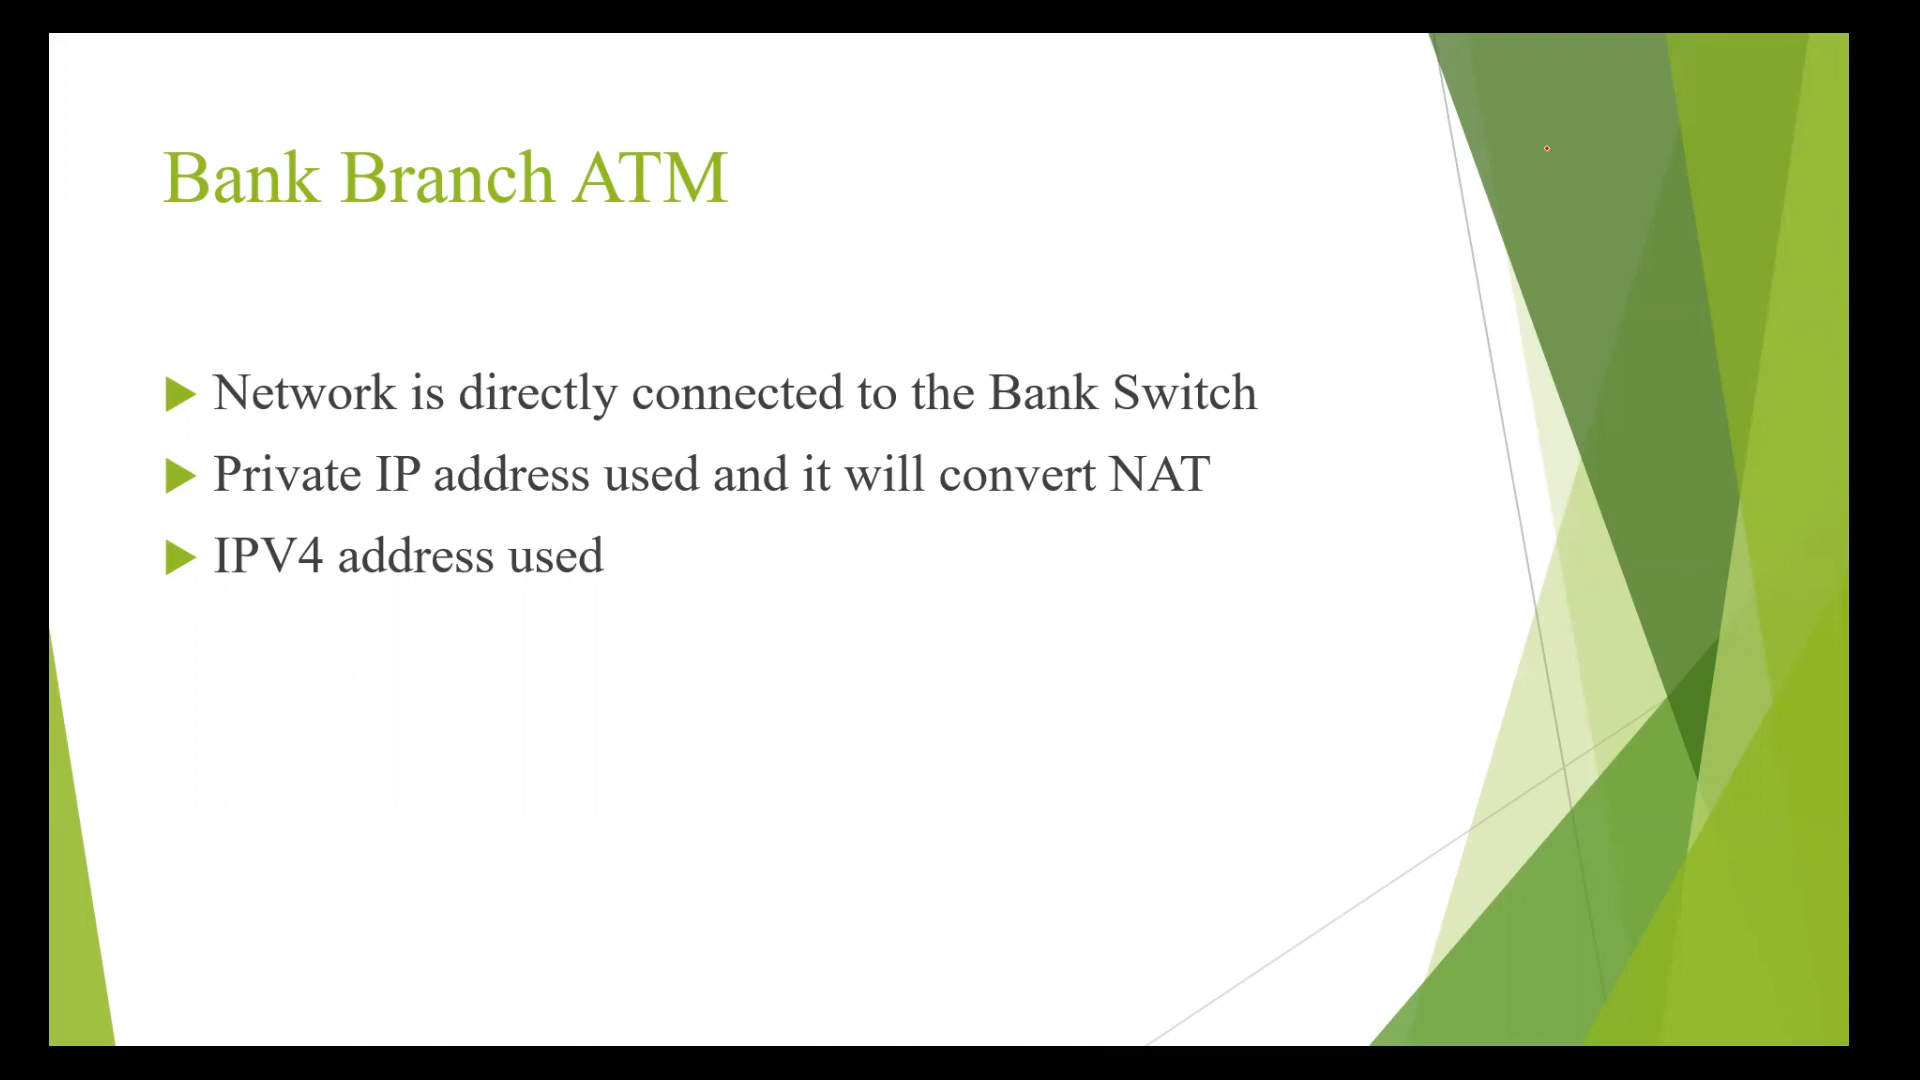 Bank Branch ATM
Network is directly connected to the Bank Switch
Private IP address used and it will convert NAT
IPV4 address used